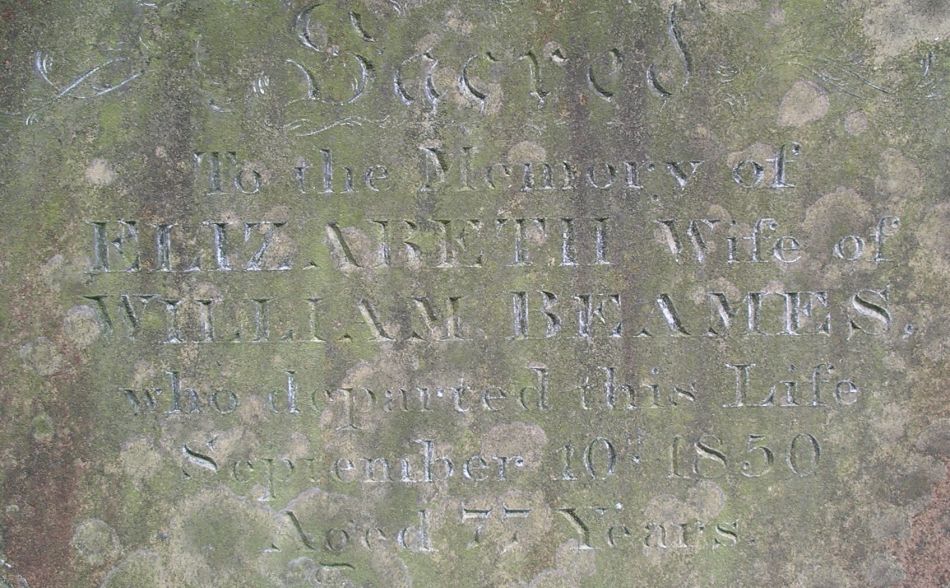 Sacred
To the Memory of
ELIZABETH Wife of
WILLIAM BEAMES,
who departed this Life
September 10: 1850
Aged 77 Years.